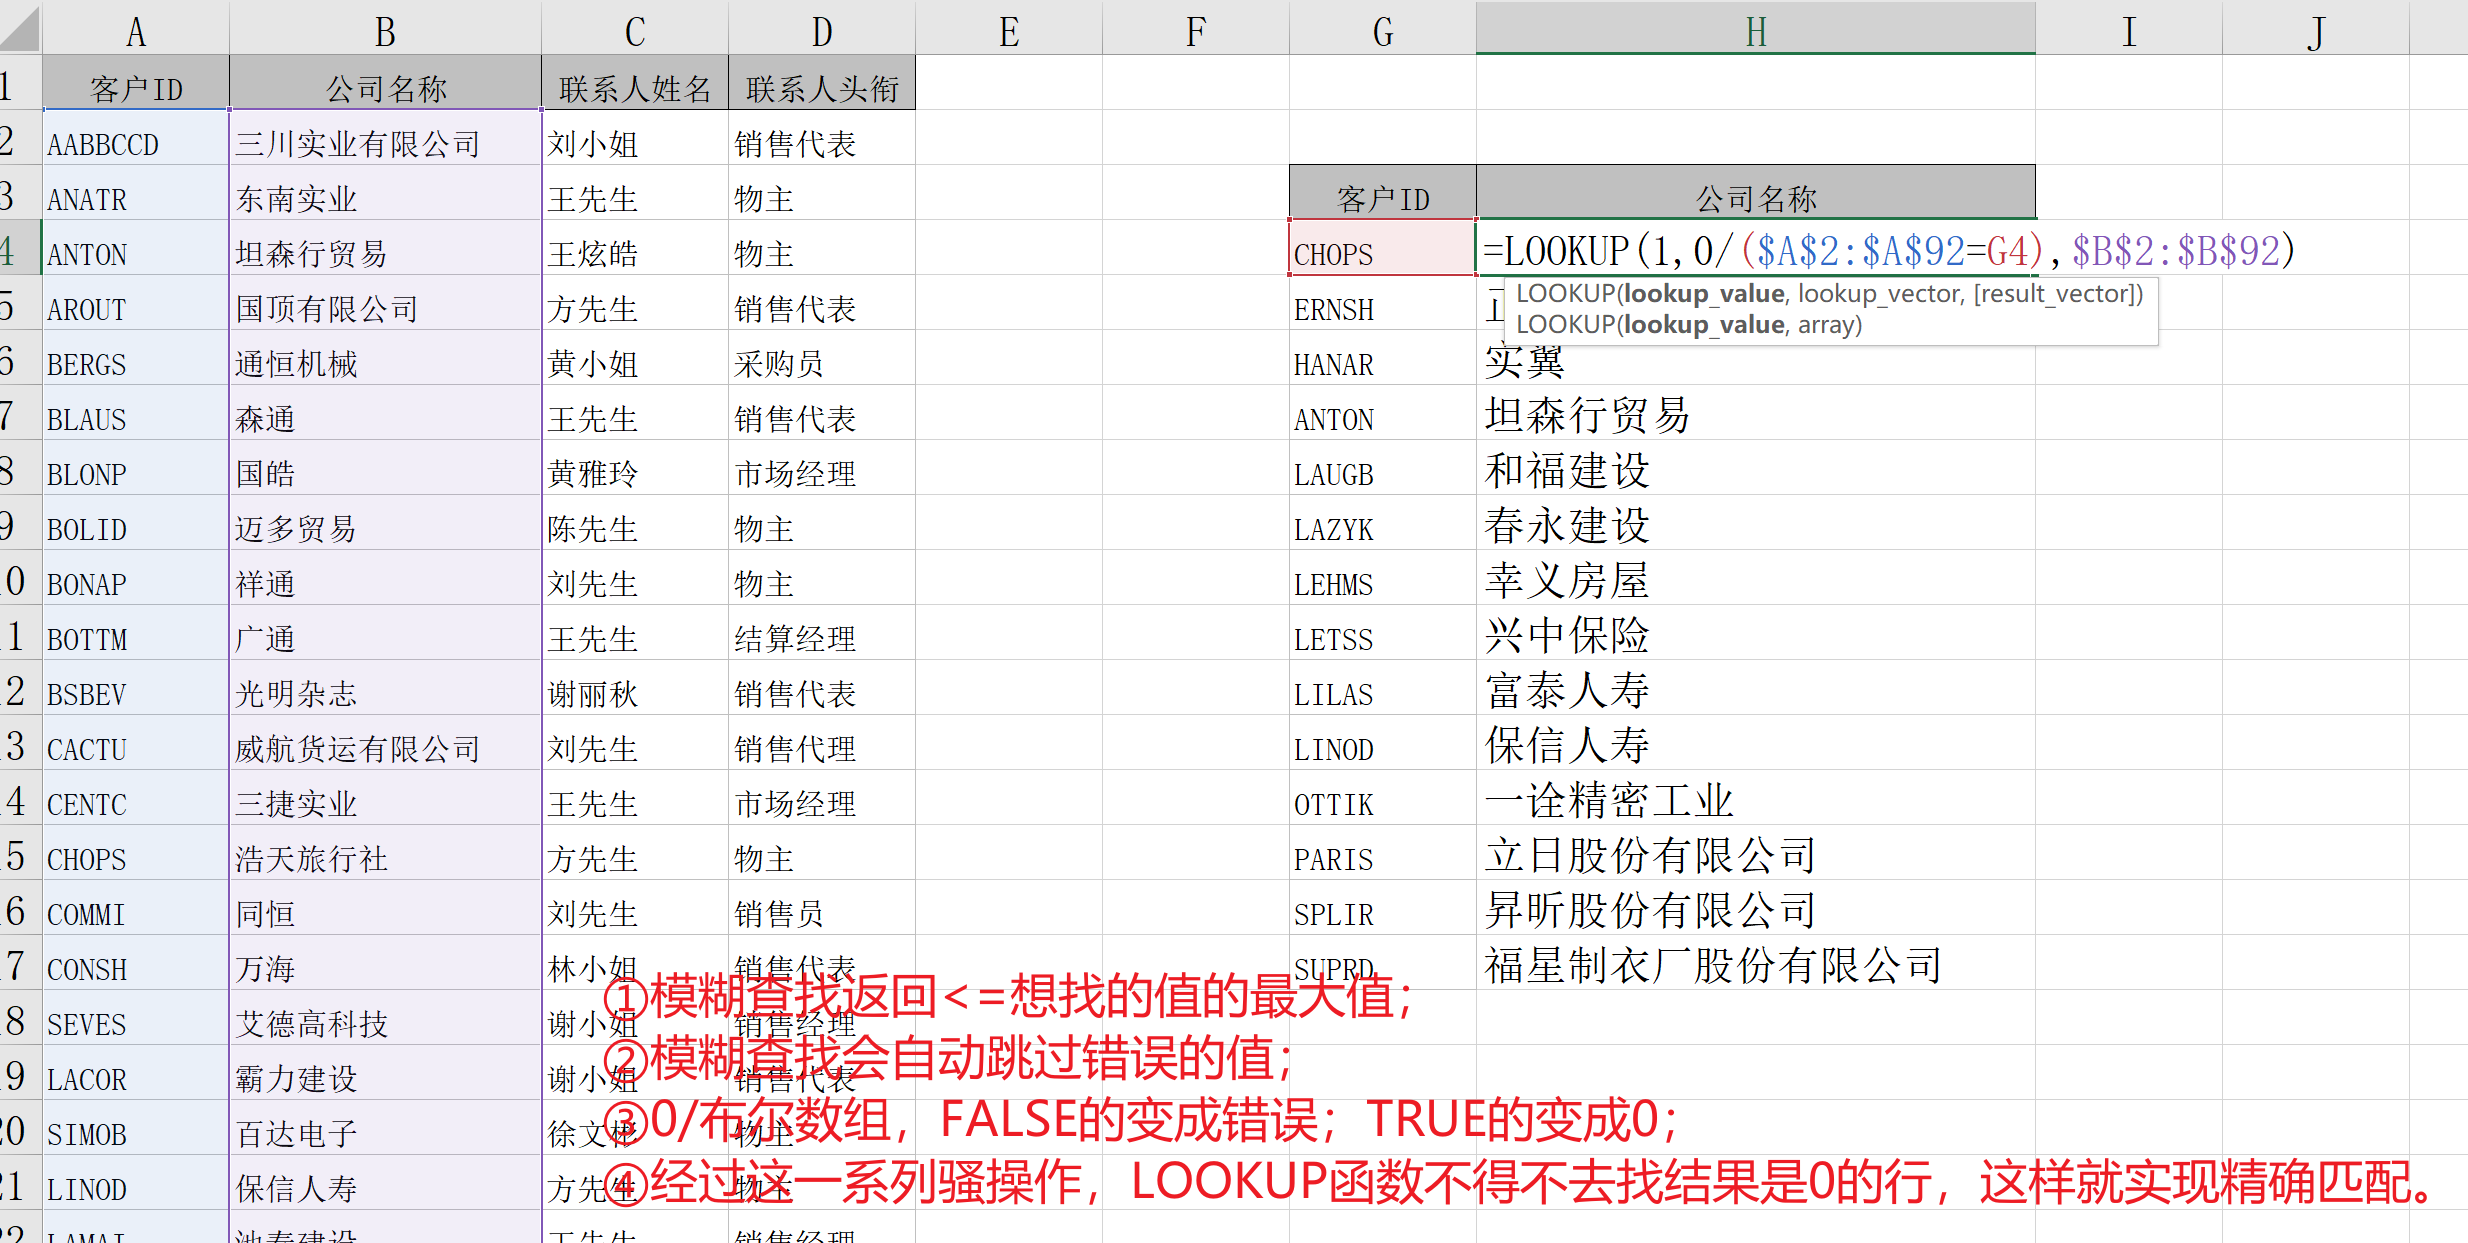 A B C D E F G H I J
1 客户ID 公司名称 联系人姓名 联系人头衔
2 AABBCCD 三川实业有限公司 刘小姐 销售代表
3 ANATR 东南实业 王先生 物主 客户ID 公司名称
4 ANTON 坦森行贸易 王炫皓 物主 CHOPS =LOOKUP(1,0/($A$2:$A$92=G4),$B$2:$B$92)
LOOKUP(lookup_value, lookup_vector, [result_vector])
5 AROUT 国顶有限公司 方先生 销售代表 ERNSH
LOOKUP(lookup_value, array)
6 BERGS 通恒机械 黄小姐 采购员 HANAR 实翼
7 BLAUS 森通 王先生 销售代表 ANTON 坦森行贸易
8 BLONP 国皓 黄雅玲 市场经理 LAUGB 和福建设
9 BOLID 迈多贸易 陈先生 物主 LAZYK 春永建设
0 BONAP 祥通 刘先生 物主 LEHMS 幸义房屋
1 BOTTM 广通 王先生 结算经理 LETSS 兴中保险
2 BSBEV 光明杂志 谢丽秋 销售代表 LILAS 富泰人寿
3 CACTU 威航货运有限公司 刘先生 销售代理 LINOD 保信人寿
4 CENTC 三捷实业 王先生 市场经理 OTTIK 一诠精密工业
5 CHOPS 浩天旅行社 方先生 物主 PARIS 立日股份有限公司
6 COMMI 同恒 刘先生 销售员 SPLIR 昇昕股份有限公司
7 CONSH 万海 林小姐 销售代表 SUPRD 福星制衣厂股份有限公司
①模糊查找返回<=想找的值的最大值；
8 SEVES 艾德高科技 谢小姐 销售经理
②模糊查找会自动跳过错误的值；
9 LACOR 霸力建设 谢小姐 销售代表
③0/布尔数组，FALSE的变成错误；TRUE的变成0；
20 SIMOB 百达电子 徐文彬 物主
④经过这一系列骚操作，LOOKUP函数不得不去找结果是0的行，这样就实现精确匹配。
21 LINOD 保信人寿 方先生 物主
22 王先生 销售经理